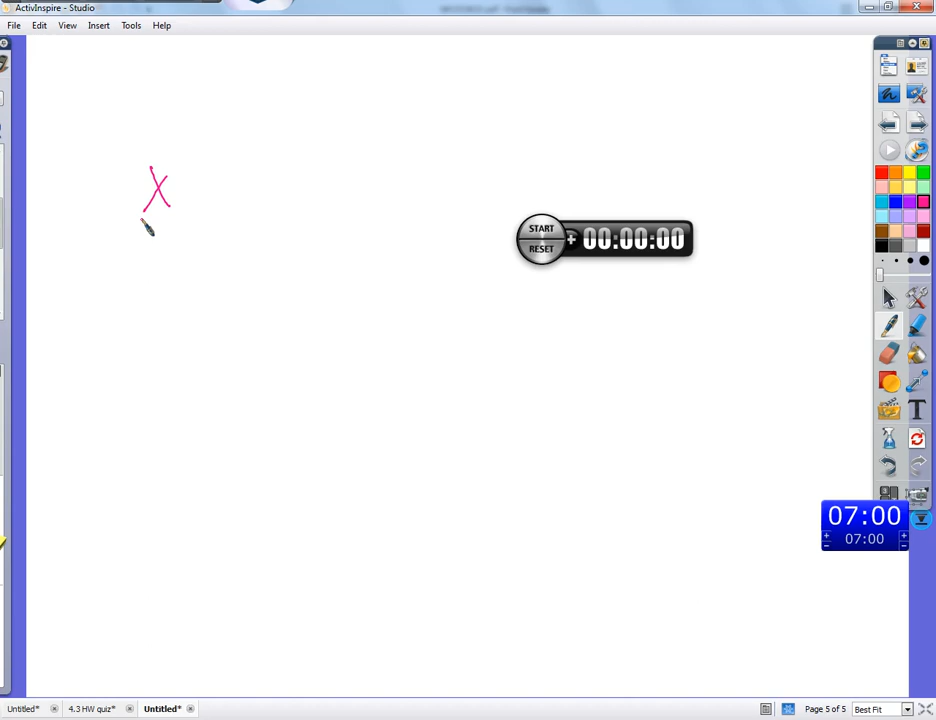 ActivInspire - Studio
File Edit View Insert Tools Help
X
START
RESET
+ 00:00:00
T
07:00
+ 07:00 +
- -
Untitled* 4.3 HW quiz* Untitled* Page 5 of 5 Best Fit